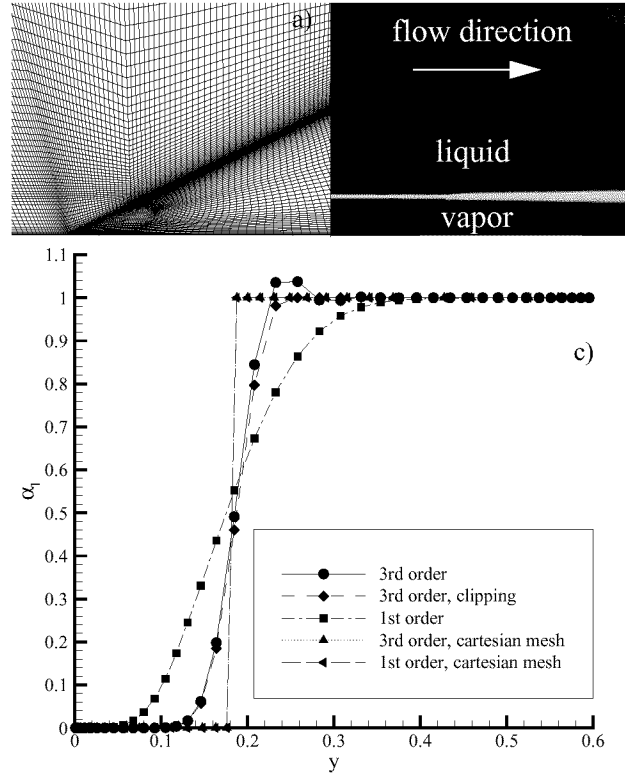 a)
flow direction
liquid
vapor
1.1
1
0.9
0.8
0.7
0.6
0.5
0.4
0.3
0.2
0.1
0
α₁
c)
3rd order
3rd order, clipping
1st order
3rd order, cartesian mesh
1st order, cartesian mesh
0 0.1 0.2 0.3 0.4 0.5 0.6
y